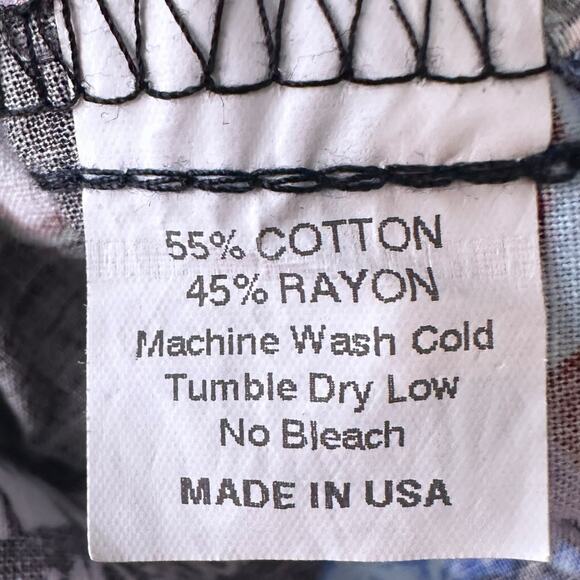 55% COTTON
45% RAYON
Machine Wash Cold
Tumble Dry Low
No Bleach
MADE IN USA